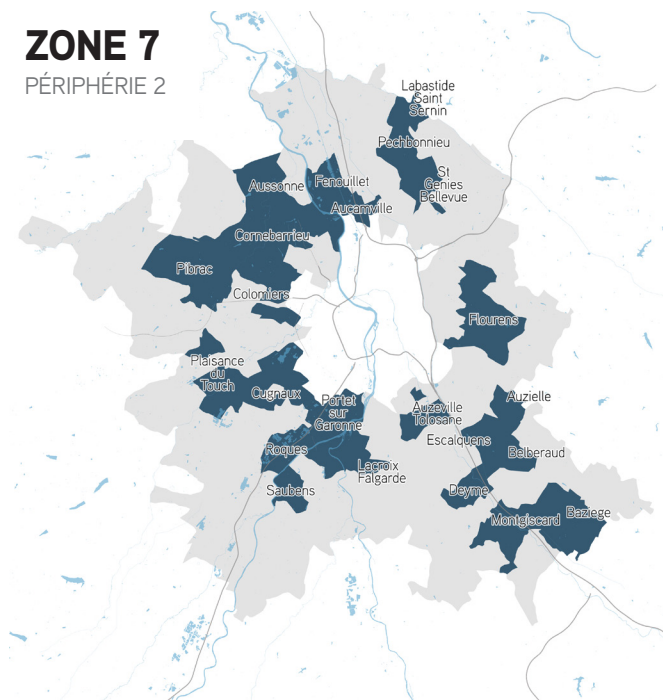 ZONE 7
PÉRIPHÉRIE 2
Labastide
Saint
Sernin
Pechbonnieu
St
Genies
Bellevue
Fenouillet
Aussonne
Aucamville
Cornebarrieu
Pibrac
Colomiers
Flourens
Plaisance
du
Touch
Cugnaux
Portet
sur
Garonne
Auzielle
Auzeville
Tolosane
Escalquens
Roques
Belberaud
Lacroix
Falgarde
Saubens
Deyme
Montgiscard
Baziege